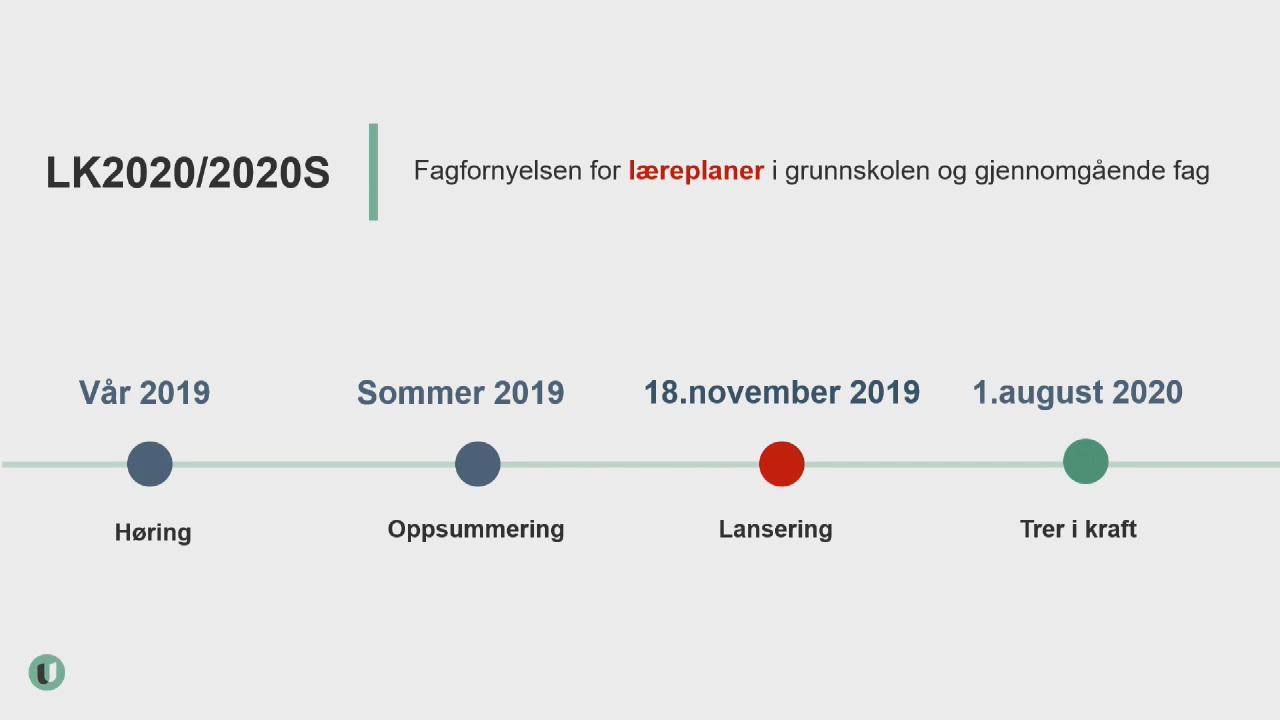 LK2020/2020S
Fagfornyelsen for læreplaner i grunnskolen og gjennomgående fag
Vår 2019
Sommer 2019
18.november 2019
1.august 2020
Høring
Oppsummering
Lansering
Trer i kraft